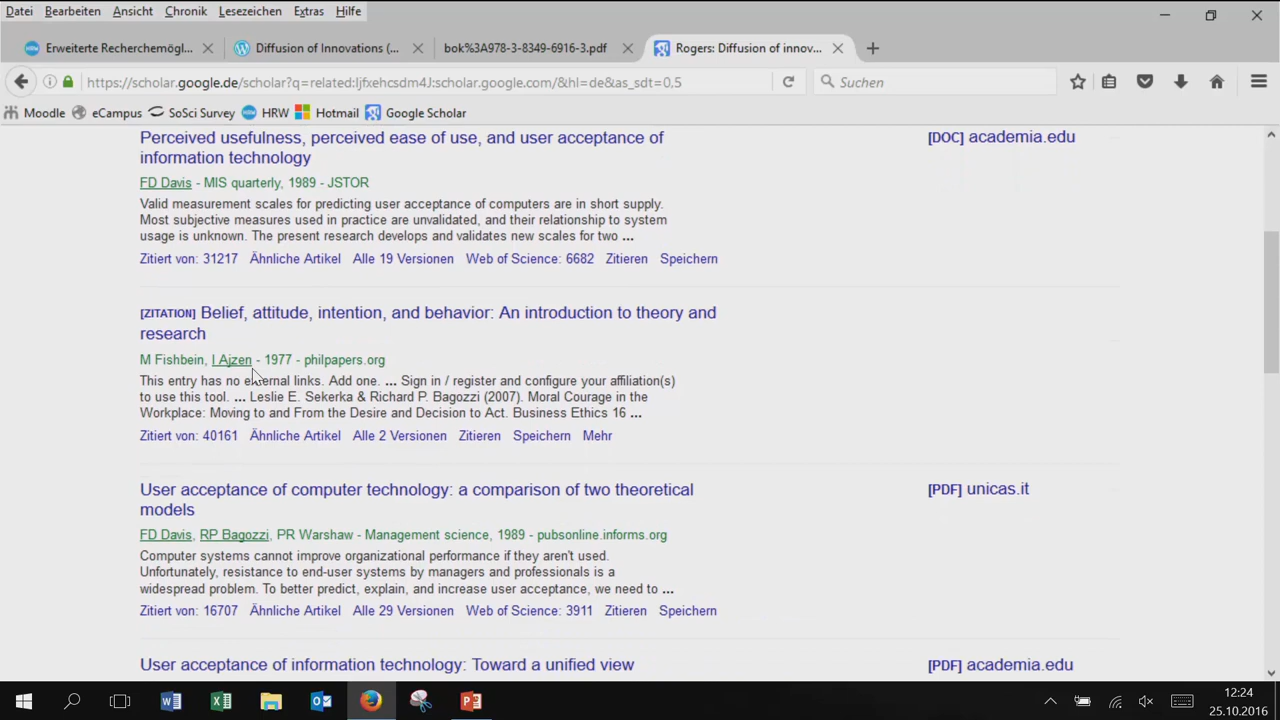 Datei Bearbeiten Ansicht Chronik Lesezeichen Extras Hilfe
Erweiterte Recherchemögl... Diffusion of Innovations (... bok%3A978-3-8349-6916-3.pdf Rogers: Diffusion of innov...
https://scholar.google.de/scholar?q=related:ljfxehcsdm4J:scholar.google.com/&hl=de&as_sdt=0,5 Suchen
Moodle eCampus SoSci Survey HRW Hotmail Google Scholar
Perceived usefulness, perceived ease of use, and user acceptance of [DOC] academia.edu
information technology
FD Davis - MIS quarterly, 1989 - JSTOR
Valid measurement scales for predicting user acceptance of computers are in short supply.
Most subjective measures used in practice are unvalidated, and their relationship to system
usage is unknown. The present research develops and validates new scales for two ...
Zitiert von: 31217 Ähnliche Artikel Alle 19 Versionen Web of Science: 6682 Zitieren Speichern
[ZITATION] Belief, attitude, intention, and behavior: An introduction to theory and
research
M Fishbein, I Ajzen - 1977 - philpapers.org
This entry has no external links. Add one. ... Sign in / register and configure your affiliation(s)
to use this tool. ... Leslie E. Sekerka & Richard P. Bagozzi (2007). Moral Courage in the
Workplace: Moving to and From the Desire and Decision to Act. Business Ethics 16 ...
Zitiert von: 40161 Ähnliche Artikel Alle 2 Versionen Zitieren Speichern Mehr
User acceptance of computer technology: a comparison of two theoretical [PDF] unicas.it
models
FD Davis, RP Bagozzi, PR Warshaw - Management science, 1989 - pubsonline.informs.org
Computer systems cannot improve organizational performance if they aren't used.
Unfortunately, resistance to end-user systems by managers and professionals is a
widespread problem. To better predict, explain, and increase user acceptance, we need to ...
Zitiert von: 16707 Ähnliche Artikel Alle 29 Versionen Web of Science: 3911 Zitieren Speichern
User acceptance of information technology: Toward a unified view [PDF] academia.edu
12:24
25.10.2016